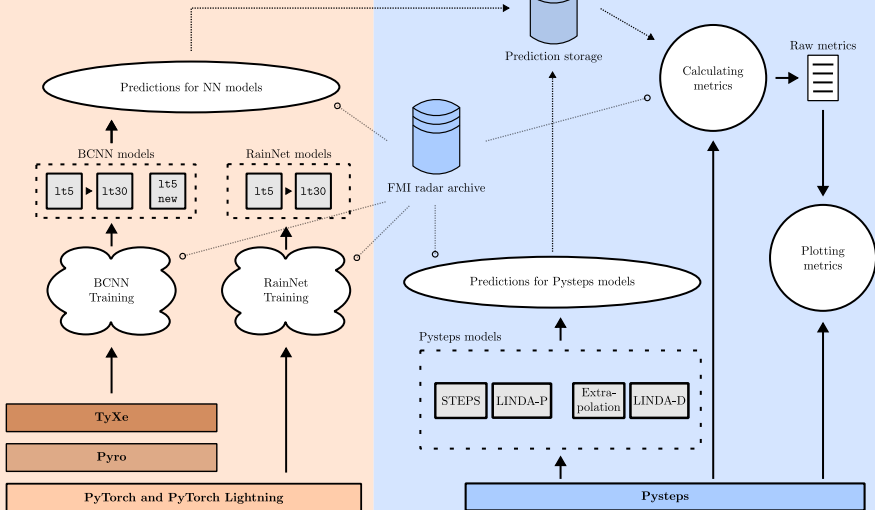 Prediction storage
Predictions for NN models
Calculating
metrics
Raw metrics
BCNN models
RainNet models
lt5
lt30
lt5
new
lt5
lt30
FMI radar archive
BCNN
Training
RainNet
Training
Predictions for Pysteps models
Plotting
metrics
Pysteps models
STEPS
LINDA-P
Extra-
polation
LINDA-D
TyXe
Pyro
PyTorch and PyTorch Lightning
Pysteps